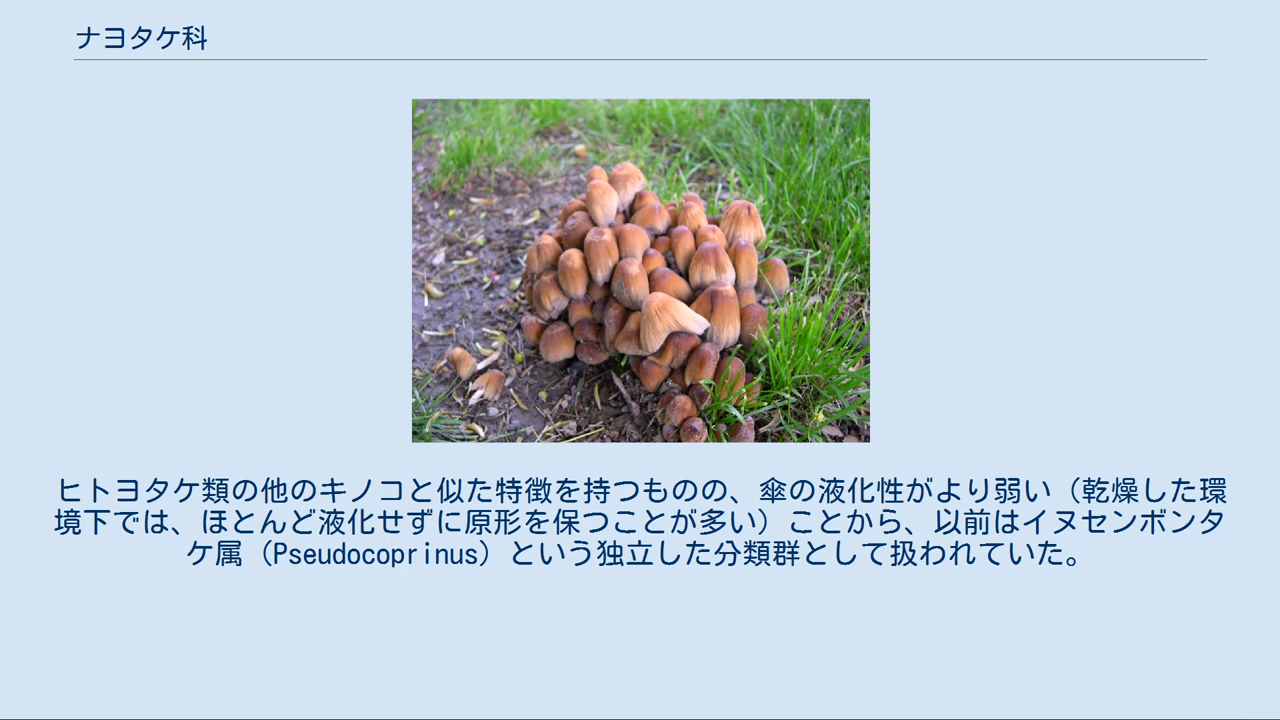 ナヨタケ科
ヒトヨタケ類の他のキノコと似た特徴を持つものの、傘の液化性がより弱い（乾燥した環
境下では、ほとんど液化せずに原形を保つことが多い）ことから、以前はイヌセンボンタ
ケ属（Pseudocoprinus）という独立した分類群として扱われていた。